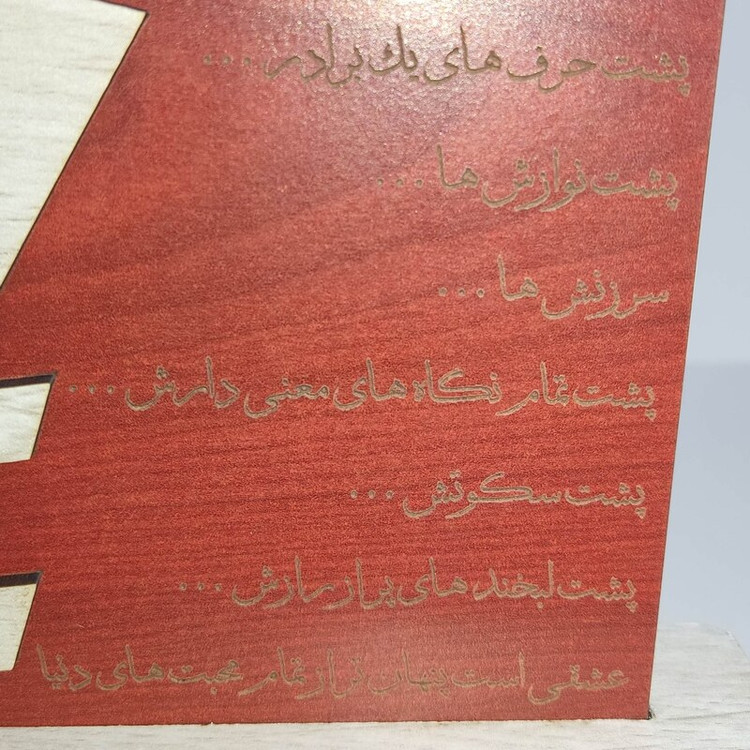 پشت حرف های یک برادر ...
پشت نوازش ها ...
سرزنش ها ...
پشت تمام نگاه های معنی دارش ...
پشت سکوتش ...
پشت لبخند های پر از رازش ...
عشقی است پنهان تر از تمام محبت های دنیا